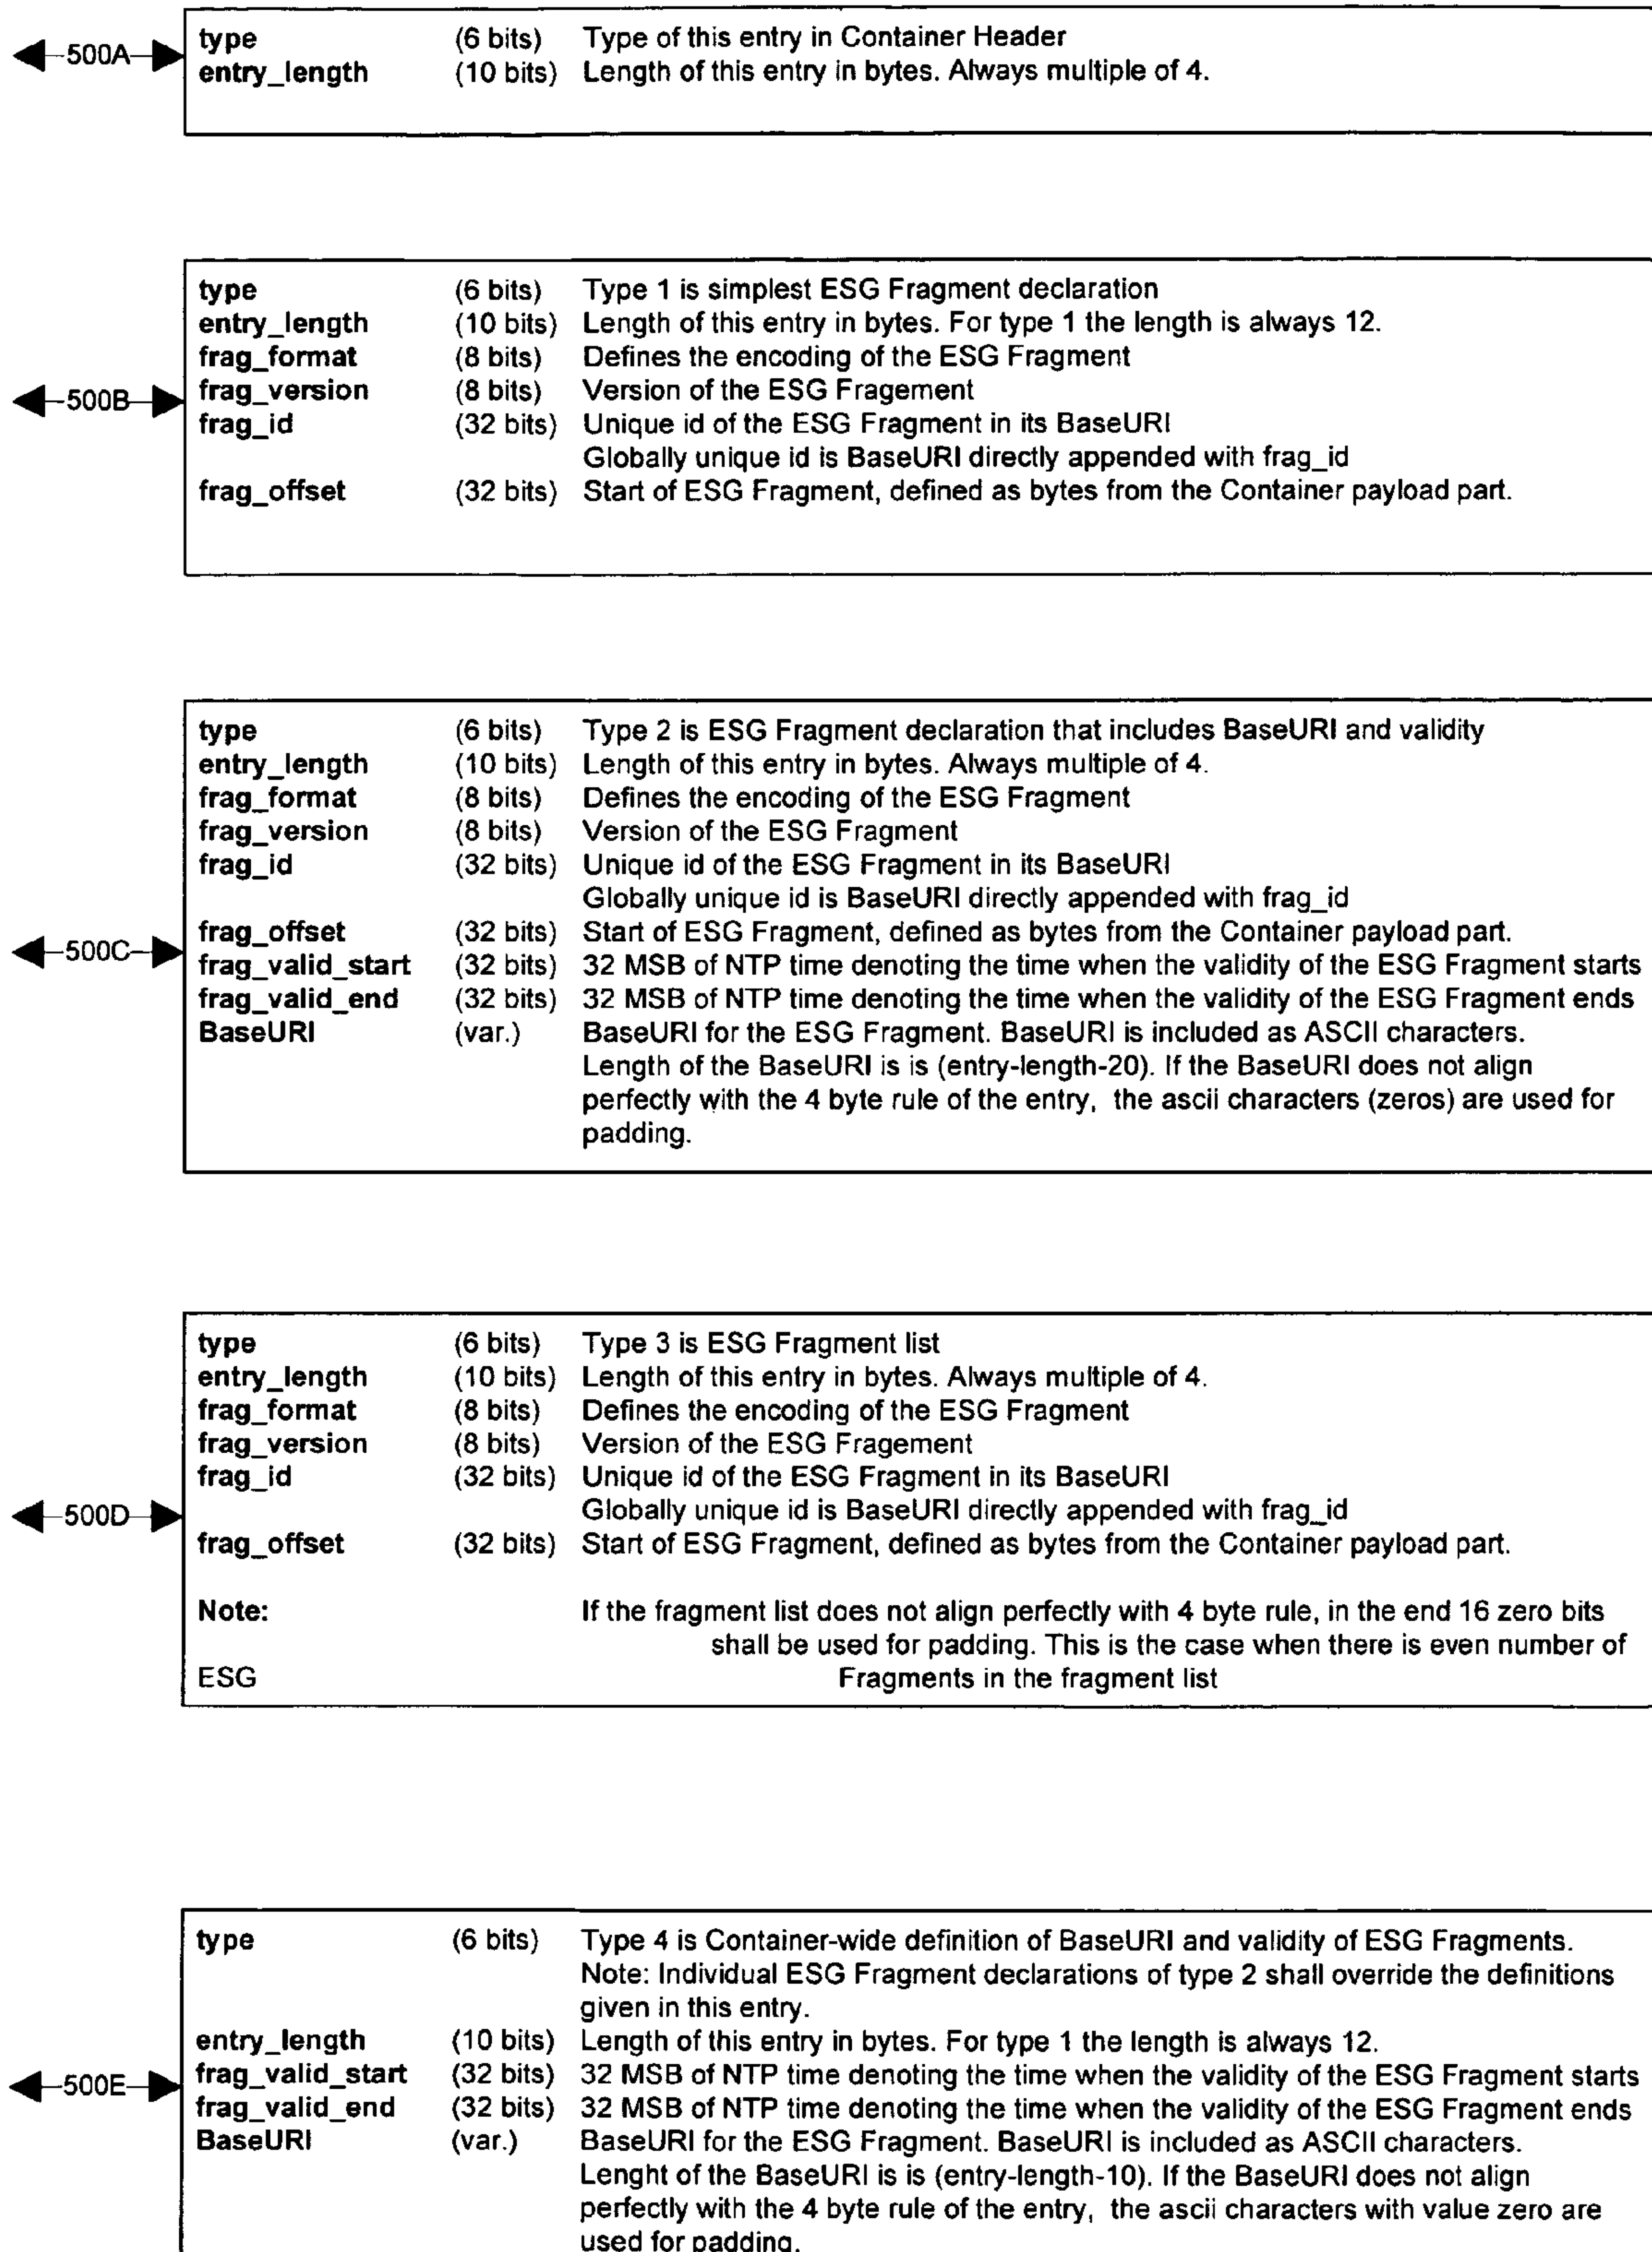 500A
type (6 bits) Type of this entry in Container Header
entry_length (10 bits) Length of this entry in bytes. Always multiple of 4.
type (6 bits) Type 1 is simplest ESG Fragment declaration
entry_length (10 bits) Length of this entry in bytes. For type 1 the length is always 12.
frag_format (8 bits) Defines the encoding of the ESG Fragment
500B
frag_version (8 bits) Version of the ESG Fragement
frag_id (32 bits) Unique id of the ESG Fragment in its BaseURI
Globally unique id is BaseURI directly appended with frag_id
frag_offset (32 bits) Start of ESG Fragment, defined as bytes from the Container payload part.
type (6 bits) Type 2 is ESG Fragment declaration that includes BaseURI and validity
entry_length (10 bits) Length of this entry in bytes. Always multiple of 4.
frag_format (8 bits) Defines the encoding of the ESG Fragment
frag_version (8 bits) Version of the ESG Fragment
frag_id (32 bits) Unique id of the ESG Fragment in its BaseURI
Globally unique id is BaseURI directly appended with frag_id
frag_offset (32 bits) Start of ESG Fragment, defined as bytes from the Container payload part.
500C
frag_valid_start (32 bits) 32 MSB of NTP time denoting the time when the validity of the ESG Fragment starts
frag_valid_end (32 bits) 32 MSB of NTP time denoting the time when the validity of the ESG Fragment ends
BaseURI (var.) BaseURI for the ESG Fragment. BaseURI is included as ASCII characters.
Length of the BaseURI is is (entry-length-20). If the BaseURI does not align
perfectly with the 4 byte rule of the entry, the ascii characters (zeros) are used for
padding.
type (6 bits) Type 3 is ESG Fragment list
entry_length (10 bits) Length of this entry in bytes. Always multiple of 4.
frag_format (8 bits) Defines the encoding of the ESG Fragment
frag_version (8 bits) Version of the ESG Fragement
frag_id (32 bits) Unique id of the ESG Fragment in its BaseURI
Globally unique id is BaseURI directly appended with frag_id
500D
frag_offset (32 bits) Start of ESG Fragment, defined as bytes from the Container payload part.
Note: If the fragment list does not align perfectly with 4 byte rule, in the end 16 zero bits
shall be used for padding. This is the case when there is even number of
ESG Fragments in the fragment list
type (6 bits) Type 4 is Container-wide definition of BaseURI and validity of ESG Fragments.
Note: Individual ESG Fragment declarations of type 2 shall override the definitions
given in this entry.
entry_length (10 bits) Length of this entry in bytes. For type 1 the length is always 12.
500E
frag_valid_start (32 bits) 32 MSB of NTP time denoting the time when the validity of the ESG Fragment starts
frag_valid_end (32 bits) 32 MSB of NTP time denoting the time when the validity of the ESG Fragment ends
BaseURI (var.) BaseURI for the ESG Fragment. BaseURI is included as ASCII characters.
Lenght of the BaseURI is is (entry-length-10). If the BaseURI does not align
perfectly with the 4 byte rule of the entry, the ascii characters with value zero are
used for padding.